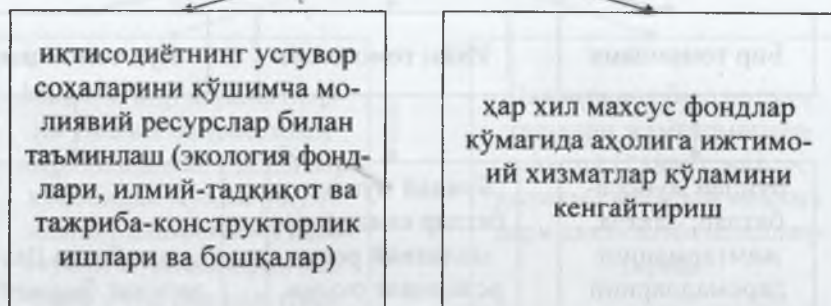 иқтисодиётнинг устувор
соҳаларини қўшимча мо-
лиявий ресурслар билан
таъминлаш (экология фонд-
лари, илмий-тадқиқот ва
тажриба-конструкторлик
ишлари ва бошқалар)
ҳар хил махсус фондлар
кўмагида аҳолига ижтимо-
ий хизматлар кўламини
кенгайтириш